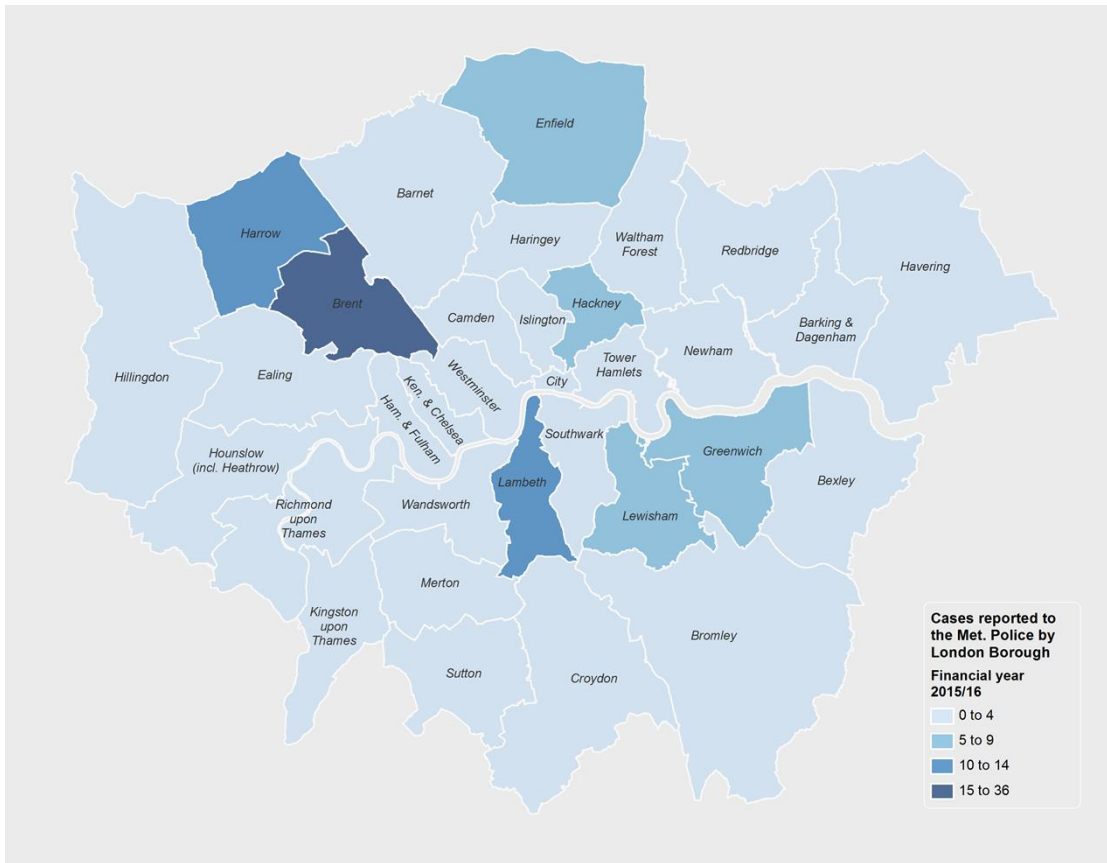 Enfield
Barnet
Harrow
Haringey
Waltham
Forest
Redbridge
Havering
Brent
Hackney
Camden
Islington
Barking &
Dagenham
Newham
Tower
Hamlets
Hillingdon
Ealing
Westminster
City
Ken. & Chelsea
Ham. & Fulham
Southwark
Hounslow
(incl. Heathrow)
Greenwich
Lambeth
Bexley
Richmond
upon
Thames
Wandsworth
Lewisham
Merton
Kingston
upon
Thames
Bromley
Sutton
Croydon
Cases reported to
the Met. Police by
London Borough
Financial year
2015/16
0 to 4
5 to 9
10 to 14
15 to 36